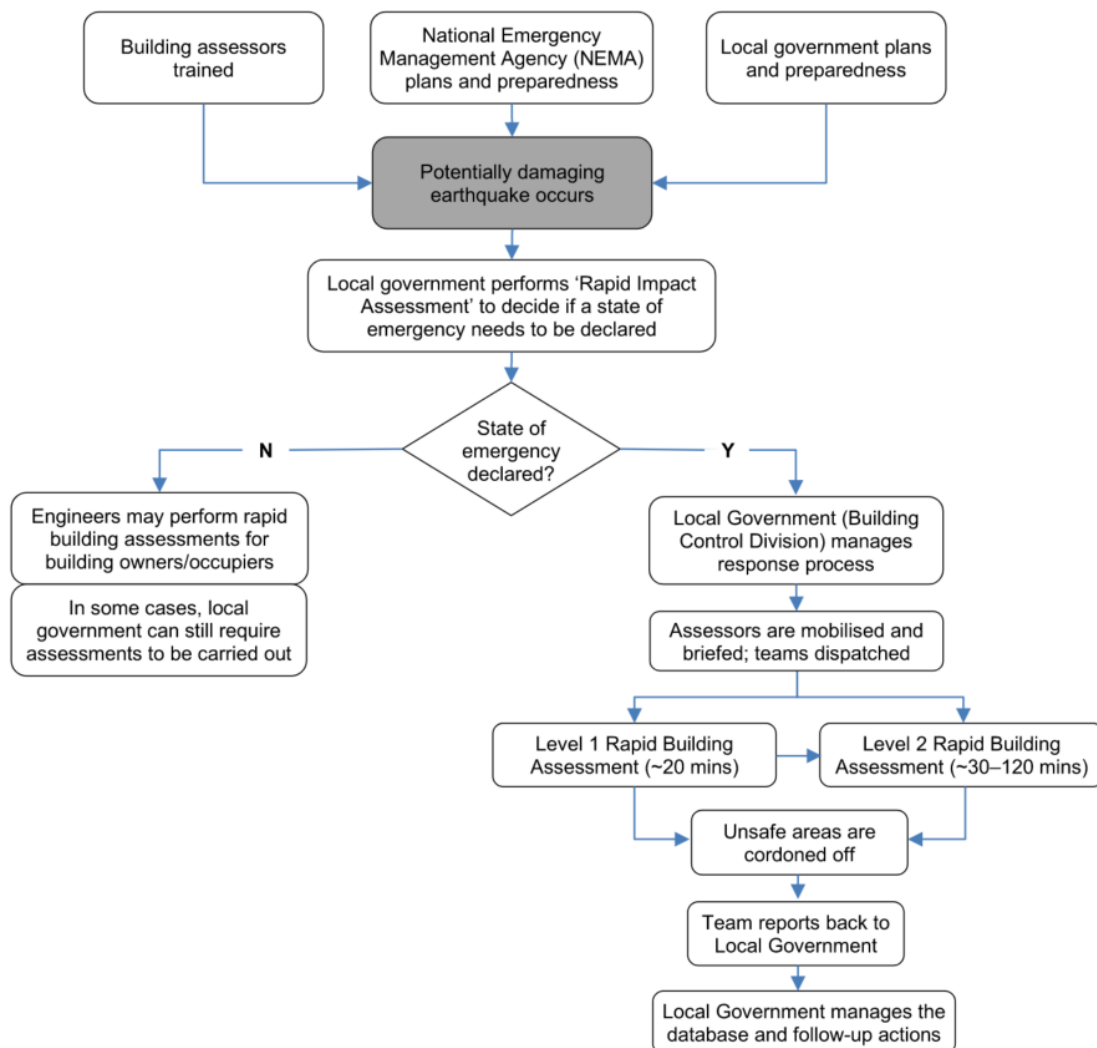 Building assessors
trained
National Emergency
Management Agency (NEMA)
plans and preparedness
Local government plans
and preparedness
Potentially damaging
earthquake occurs
Local government performs ‘Rapid Impact
Assessment’ to decide if a state of
emergency needs to be declared
State of
emergency
declared?
N
Y
Engineers may perform rapid
building assessments for
building owners/occupiers
In some cases, local
government can still require
assessments to be carried out
Local Government (Building
Control Division) manages
response process
Assessors are mobilised and
briefed; teams dispatched
Level 1 Rapid Building
Assessment (~20 mins)
Level 2 Rapid Building
Assessment (~30–120 mins)
Unsafe areas are
cordoned off
Team reports back to
Local Government
Local Government manages the
database and follow-up actions